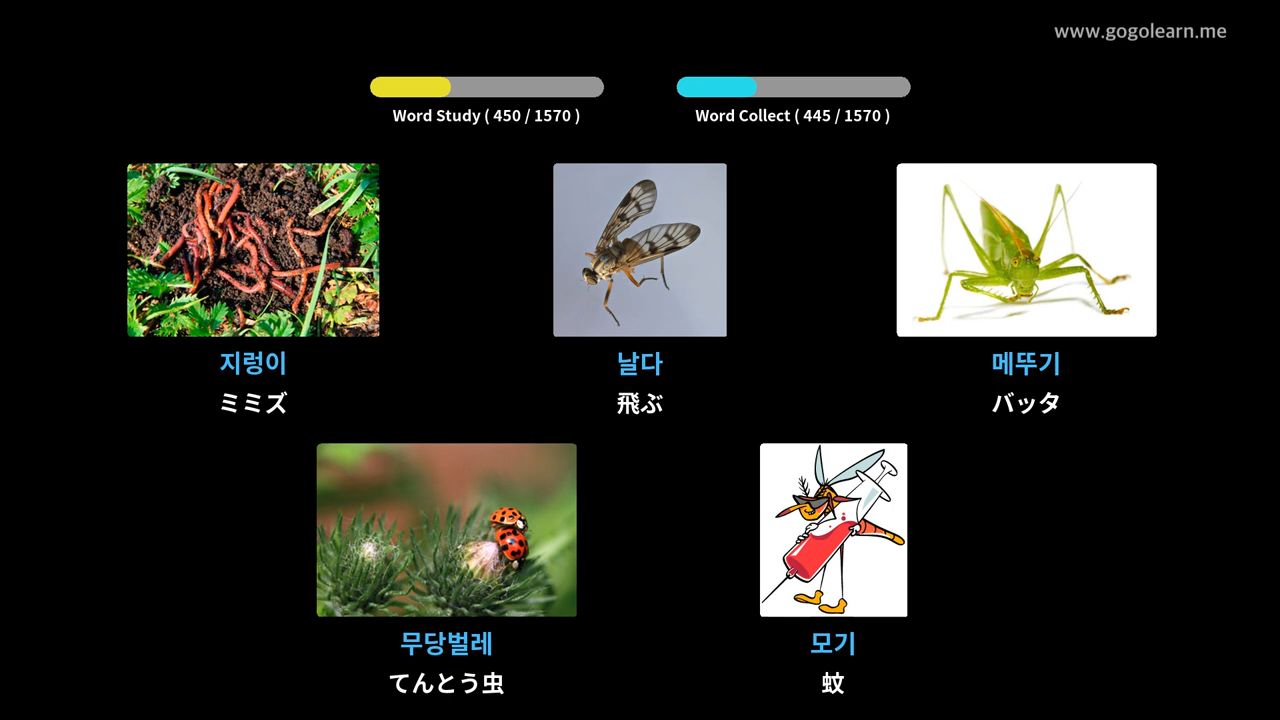 www.gogolearn.me
Word Study ( 450 / 1570 )
Word Collect ( 445 / 1570 )
지렁이
ミミズ
날다
飛ぶ
메뚜기
バッタ
무당벌레
てんとう虫
모기
蚊